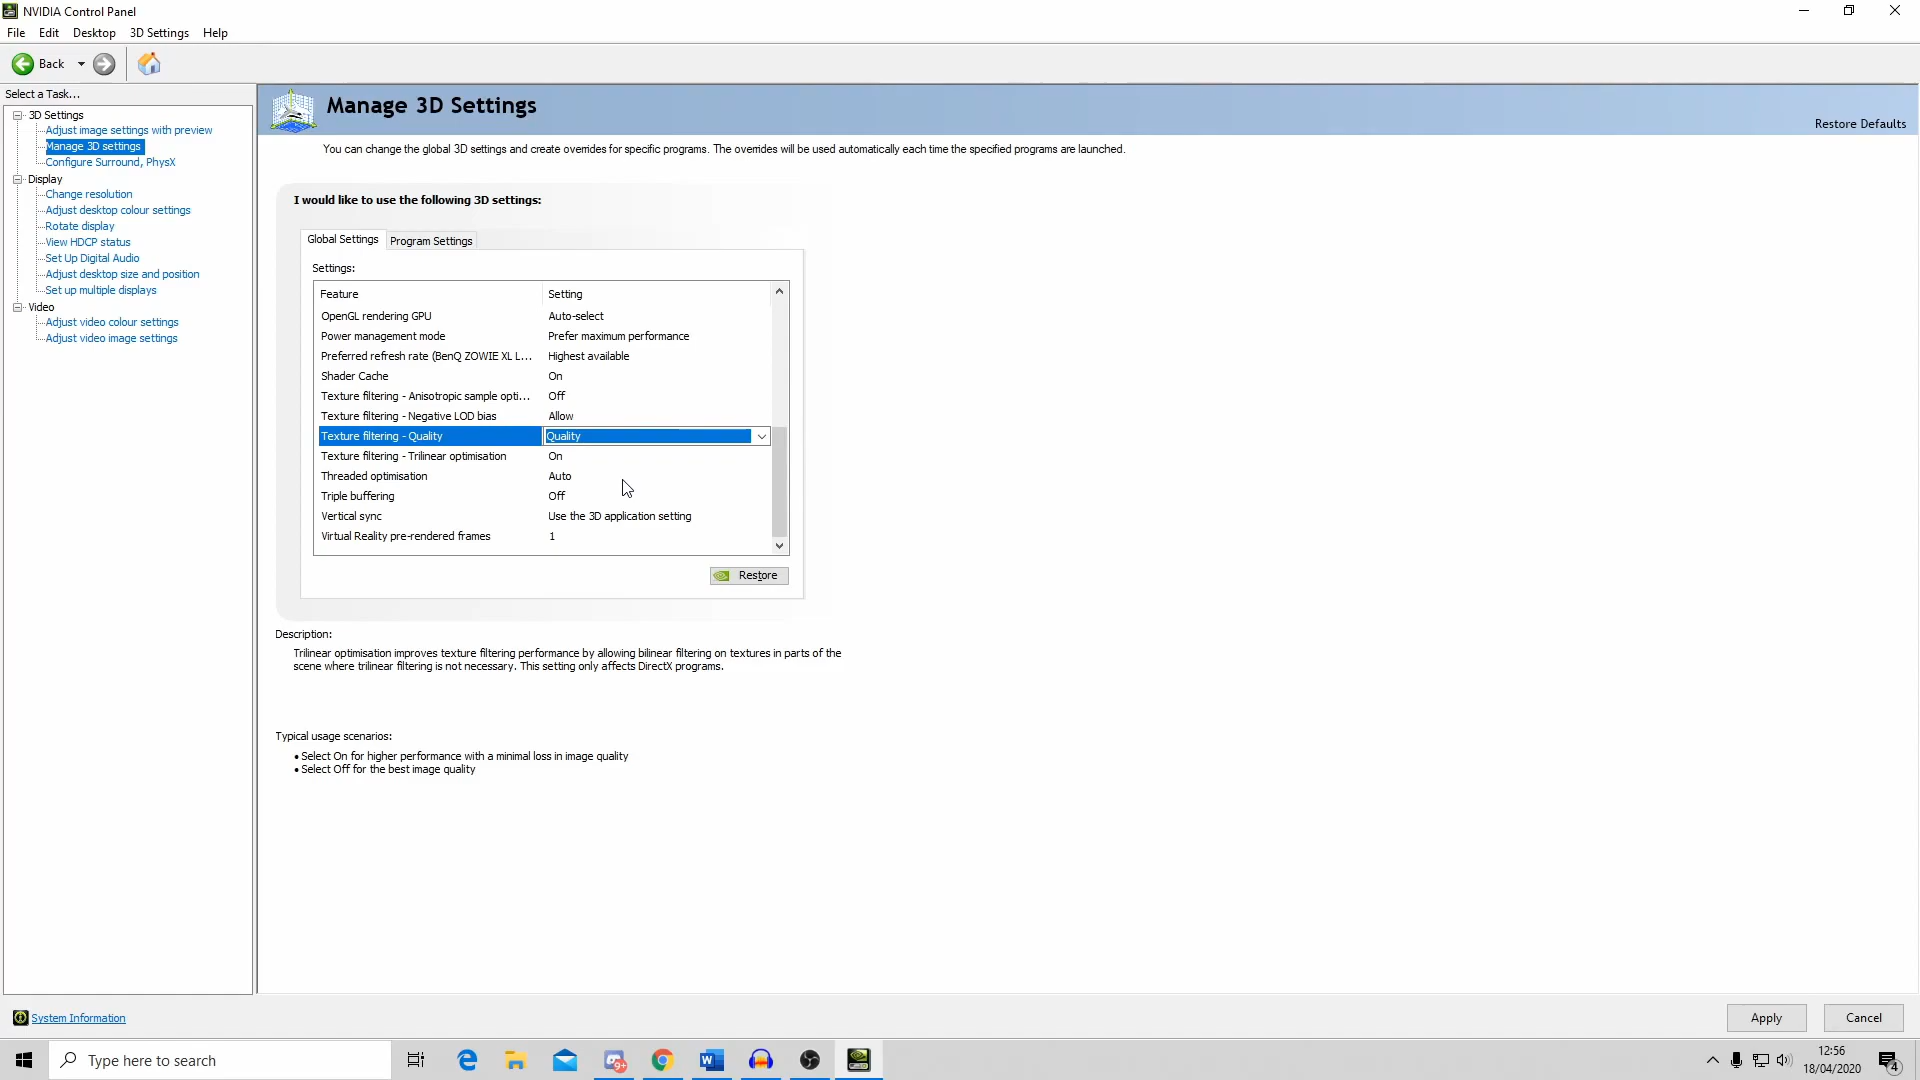 NVIDIA Control Panel
File Edit Desktop 3D Settings Help
Back
Select a Task...
3D Settings
Adjust image settings with preview
Manage 3D settings
Configure Surround, PhysX
Display
Change resolution
Adjust desktop colour settings
Rotate display
View HDCP status
Set Up Digital Audio
Adjust desktop size and position
Set up multiple displays
Video
Adjust video colour settings
Adjust video image settings
Manage 3D Settings
Restore Defaults
You can change the global 3D settings and create overrides for specific programs. The overrides will be used automatically each time the specified programs are launched.
I would like to use the following 3D settings:
Global Settings Program Settings
Settings:
Feature Setting
OpenGL rendering GPU Auto-select
Power management mode Prefer maximum performance
Preferred refresh rate (BenQ ZOWIE XL L... Highest available
Shader Cache On
Texture filtering - Anisotropic sample opti... Off
Texture filtering - Negative LOD bias Allow
Texture filtering - Quality Quality
Texture filtering - Trilinear optimisation On
Threaded optimisation Auto
Triple buffering Off
Vertical sync Use the 3D application setting
Virtual Reality pre-rendered frames 1
Restore
Description:
Trilinear optimisation improves texture filtering performance by allowing bilinear filtering on textures in parts of the
scene where trilinear filtering is not necessary. This setting only affects DirectX programs.
Typical usage scenarios:
• Select On for higher performance with a minimal loss in image quality
• Select Off for the best image quality
System Information
Apply Cancel
Type here to search
9+
12:56
18/04/2020
4